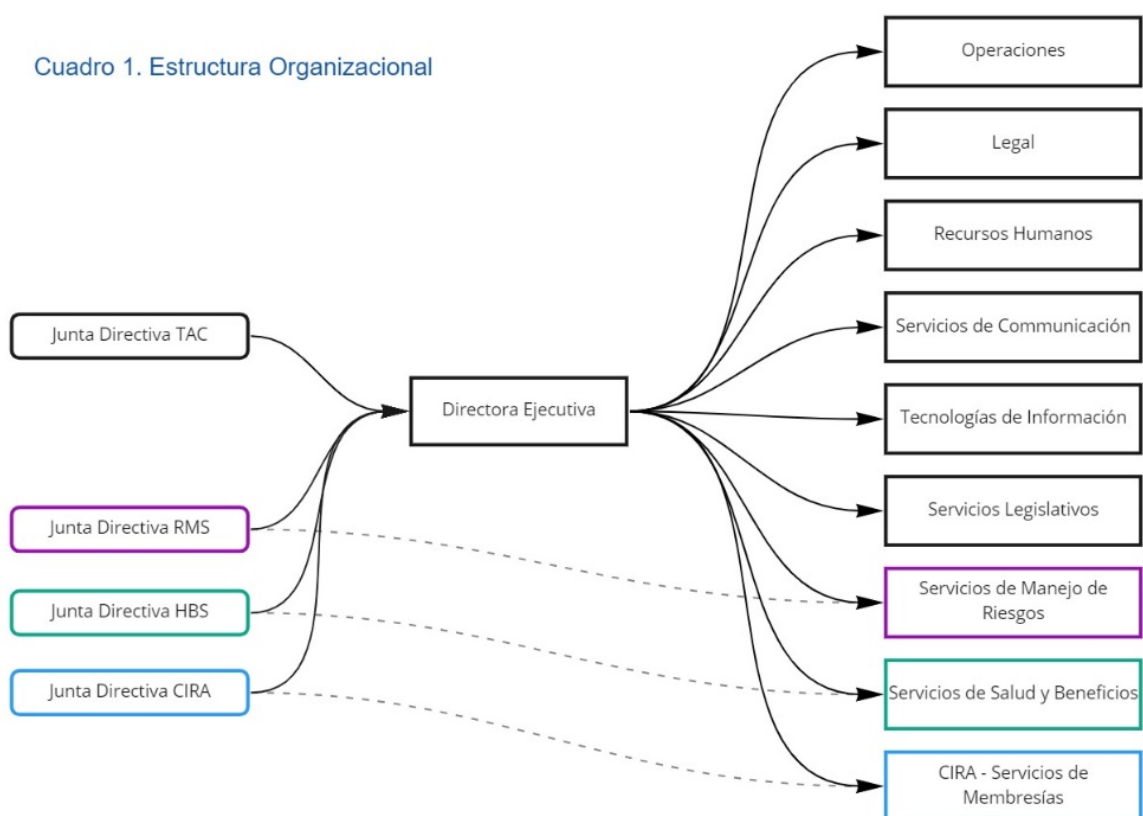 Cuadro 1. Estructura Organizacional
Operaciones
Legal
Recursos Humanos
Servicios de Communicación
Tecnologías de Información
Servicios Legislativos
Servicios de Manejo de
Riesgos
Servicios de Salud y Beneficios
CIRA - Servicios de
Membresías
Directora Ejecutiva
Junta Directiva TAC
Junta Directiva RMS
Junta Directiva HBS
Junta Directiva CIRA